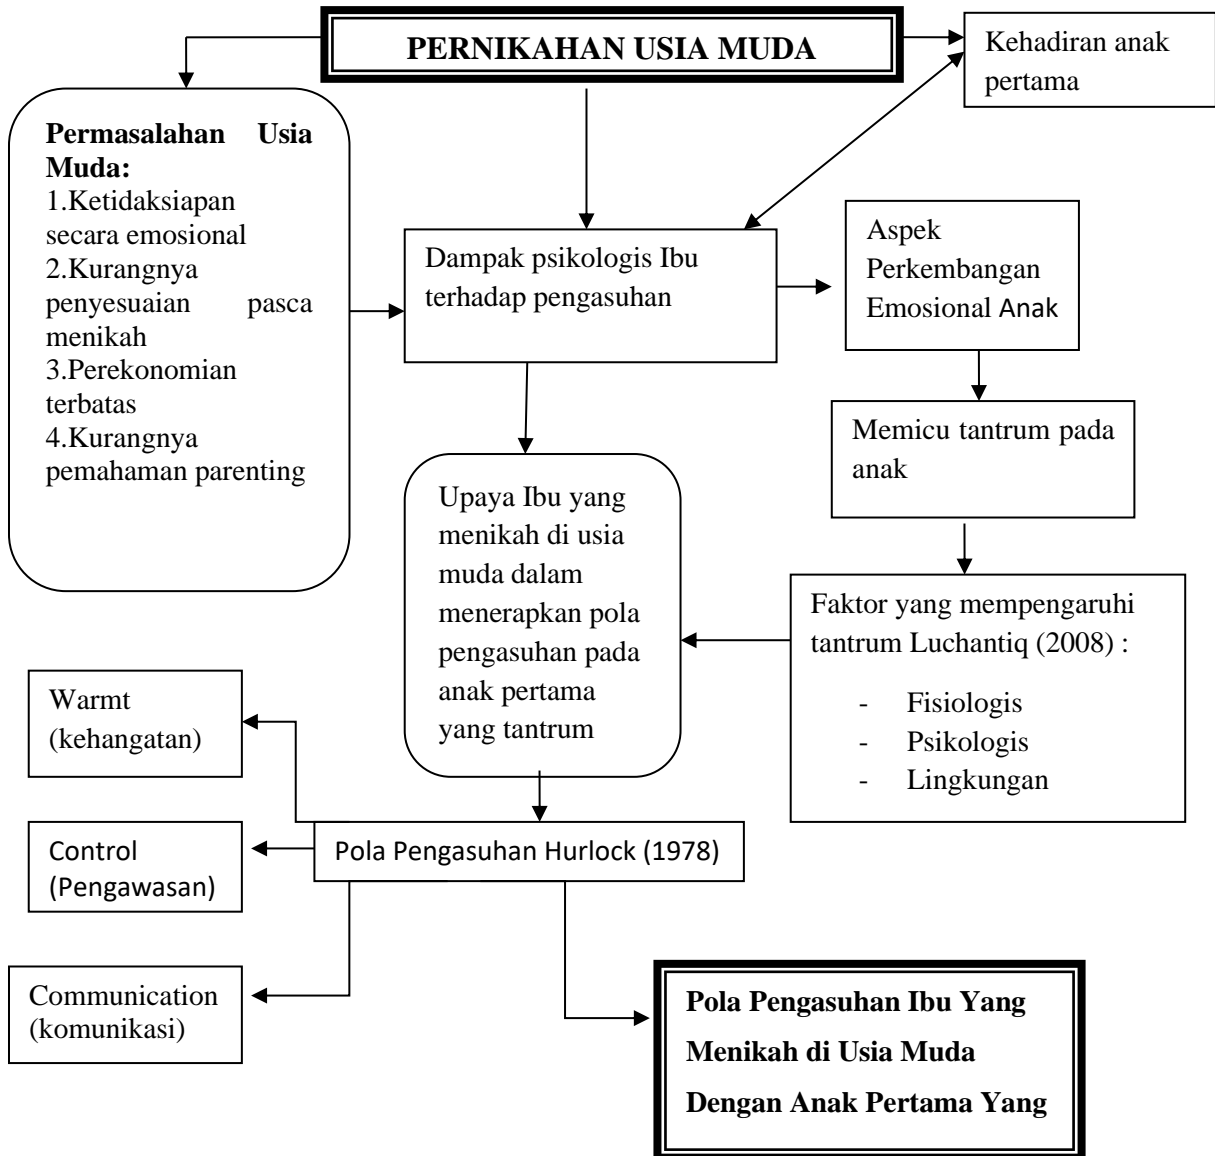 PERNIKAHAN USIA MUDA
Kehadiran anak
pertama
Permasalahan Usia
Muda:
1.Ketidaksiapan
secara emosional
2.Kurangnya
penyesuaian pasca
menikah
3.Perekonomian
terbatas
4.Kurangnya
pemahaman parenting
Dampak psikologis Ibu
terhadap pengasuhan
Aspek
Perkembangan
Emosional Anak
Memicu tantrum pada
anak
Upaya Ibu yang
menikah di usia
muda dalam
menerapkan pola
pengasuhan pada
anak pertama
yang tantrum
Faktor yang mempengaruhi
tantrum Luchantiq (2008) :
- Fisiologis
- Psikologis
- Lingkungan
Warmt
(kehangatan)
Control
(Pengawasan)
Pola Pengasuhan Hurlock (1978)
Communication
(komunikasi)
Pola Pengasuhan Ibu Yang
Menikah di Usia Muda
Dengan Anak Pertama Yang